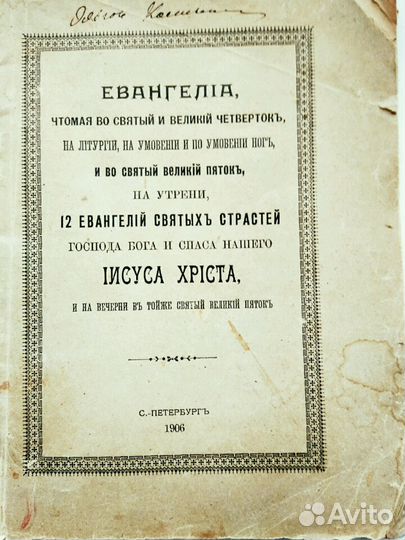 ЕВАНГЕЛІА,
ЧТОМАЯ ВО СВЯТЫЙ И ВЕЛИКІЙ ЧЕТВЕРТОКЪ,
НА ЛІТУРГІИ, НА УМОВЕНІИ И ПО УМОВЕНІИ НОГЪ,
И ВО СВЯТЫЙ ВЕЛИКІЙ ПЯТОКЪ,
НА УТРЕНИ,
12 ЕВАНГЕЛІЙ СВЯТЫХЪ СТРАСТЕЙ
ГОСПОДА БОГА И СПАСА НАШЕГО
ІИСУСА ХРІСТА,
И НА ВЕЧЕРНИ ВЪ ТОЙЖЕ СВЯТЫЙ ВЕЛИКІЙ ПЯТОКЪ
С.-ПЕТЕРБУРГЪ
1906
Avito